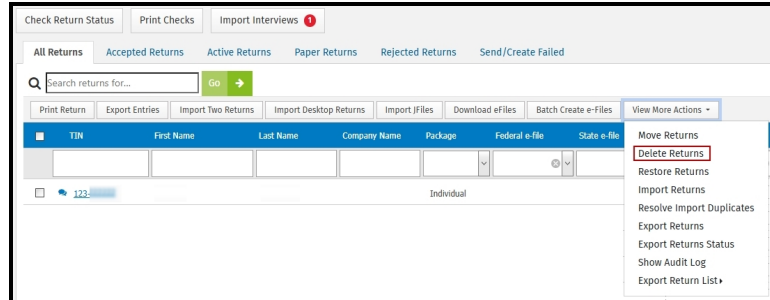 Check Return Status Print Checks Import Interviews 1
All Returns Accepted Returns Active Returns Paper Returns Rejected Returns Send/Create Failed
Search returns for... Go
Print Return Export Entries Import Two Returns Import Desktop Returns Import JFiles Download eFiles Batch Create e-Files View More Actions
TIN First Name Last Name Company Name Package Federal e-file State e-file
123- Individual
Move Returns
Delete Returns
Restore Returns
Import Returns
Resolve Import Duplicates
Export Returns
Export Returns Status
Show Audit Log
Export Return List